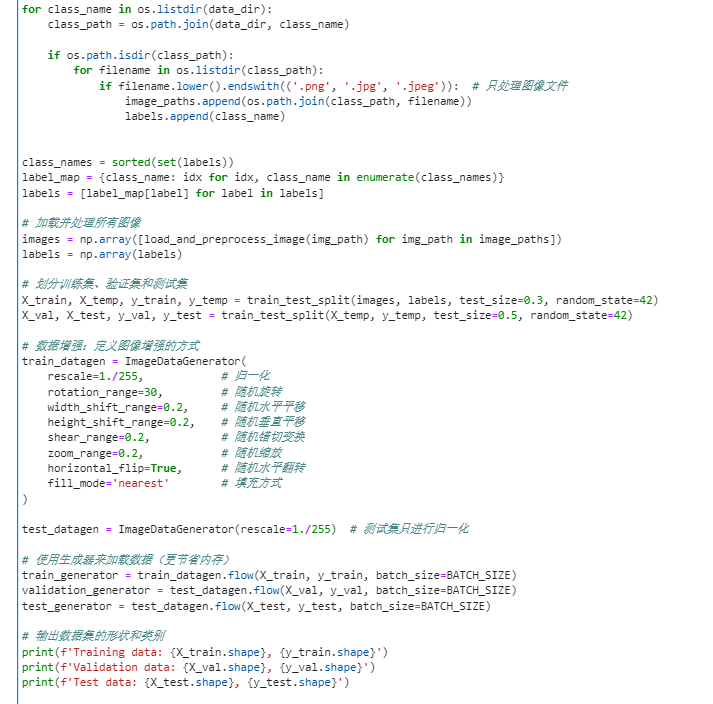 for class_name in os.listdir(data_dir):
    class_path = os.path.join(data_dir, class_name)

    if os.path.isdir(class_path):
        for filename in os.listdir(class_path):
            if filename.lower().endswith(('.png', '.jpg', '.jpeg')):  # 只处理图像文件
                image_paths.append(os.path.join(class_path, filename))
                labels.append(class_name)


class_names = sorted(set(labels))
label_map = {class_name: idx for idx, class_name in enumerate(class_names)}
labels = [label_map[label] for label in labels]

# 加载并处理所有图像
images = np.array([load_and_preprocess_image(img_path) for img_path in image_paths])
labels = np.array(labels)

# 划分训练集、验证集和测试集
X_train, X_temp, y_train, y_temp = train_test_split(images, labels, test_size=0.3, random_state=42)
X_val, X_test, y_val, y_test = train_test_split(X_temp, y_temp, test_size=0.5, random_state=42)

# 数据增强：定义图像增强的方式
train_datagen = ImageDataGenerator(
    rescale=1./255,            # 归一化
    rotation_range=30,         # 随机旋转
    width_shift_range=0.2,     # 随机水平平移
    height_shift_range=0.2,    # 随机垂直平移
    shear_range=0.2,           # 随机错切变换
    zoom_range=0.2,            # 随机缩放
    horizontal_flip=True,      # 随机水平翻转
    fill_mode='nearest'        # 填充方式
)

test_datagen = ImageDataGenerator(rescale=1./255)  # 测试集只进行归一化

# 使用生成器来加载数据（更节省内存）
train_generator = train_datagen.flow(X_train, y_train, batch_size=BATCH_SIZE)
validation_generator = test_datagen.flow(X_val, y_val, batch_size=BATCH_SIZE)
test_generator = test_datagen.flow(X_test, y_test, batch_size=BATCH_SIZE)

# 输出数据集的形状和类别
print(f'Training data: {X_train.shape}, {y_train.shape}')
print(f'Validation data: {X_val.shape}, {y_val.shape}')
print(f'Test data: {X_test.shape}, {y_test.shape}')